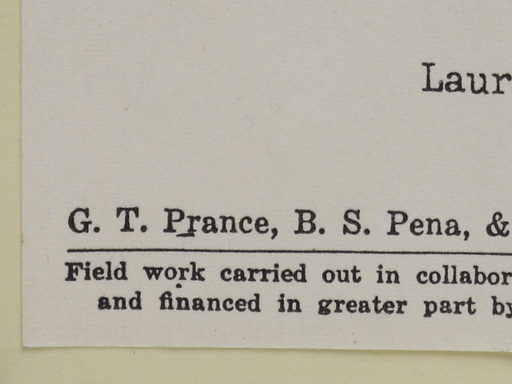 Laur
G. T. Prance, B. S. Pena, &
Field work carried out in collabor
and financed in greater part by